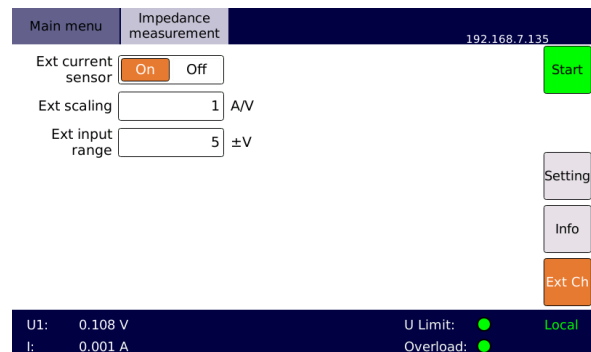 Main menu
Impedance
measurement
192.168.7.135
Ext current
sensor
On Off
Start
Ext scaling 1 A/V
Ext input
range
5 ±V
Setting
Info
Ext Ch
U1: 0.108 V U Limit: Local
I: 0.001 A Overload: